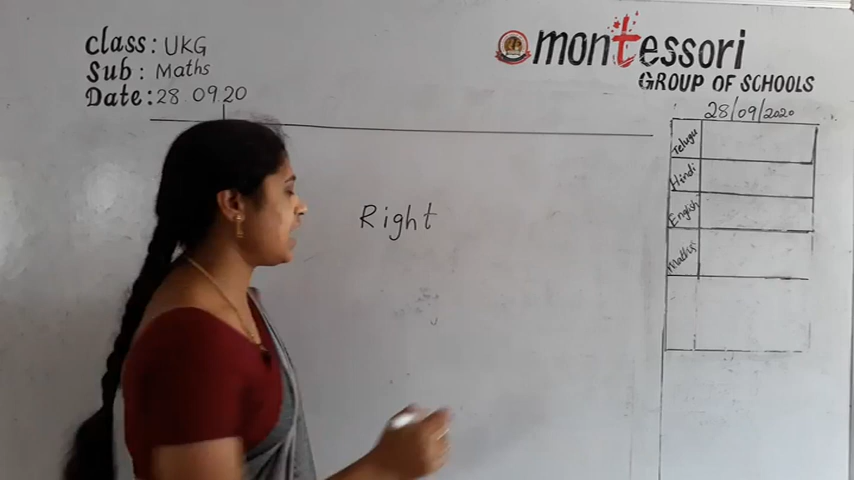 class: UKG
Sub: Maths
Date: 28 09 20
montessori
GROUP OF SCHOOLS
28/09/2020
Telugu
Hindi
English
Maths
Right